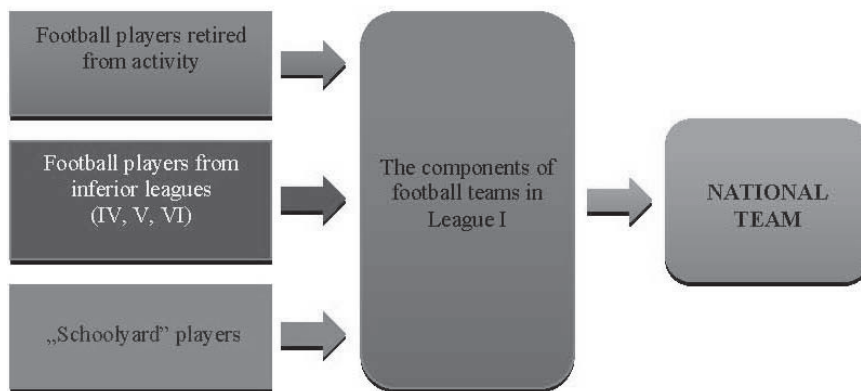 Football players retired
from activity
Football players from
inferior leagues
(IV, V, VI)
„Schoolyard” players
The components of
football teams in
League I
NATIONAL
TEAM